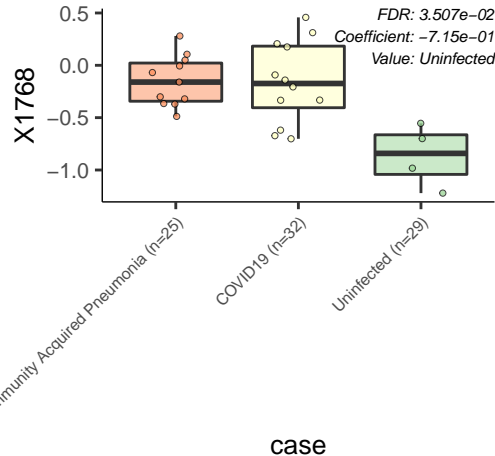 FDR: 3.507e−02
Coefficient: −7.15e−01
Value: Uninfected
X1768
0.5
0.0
−0.5
−1.0
Acquired Pneumonia (n=25)
COVID19 (n=32)
Uninfected (n=29)
case